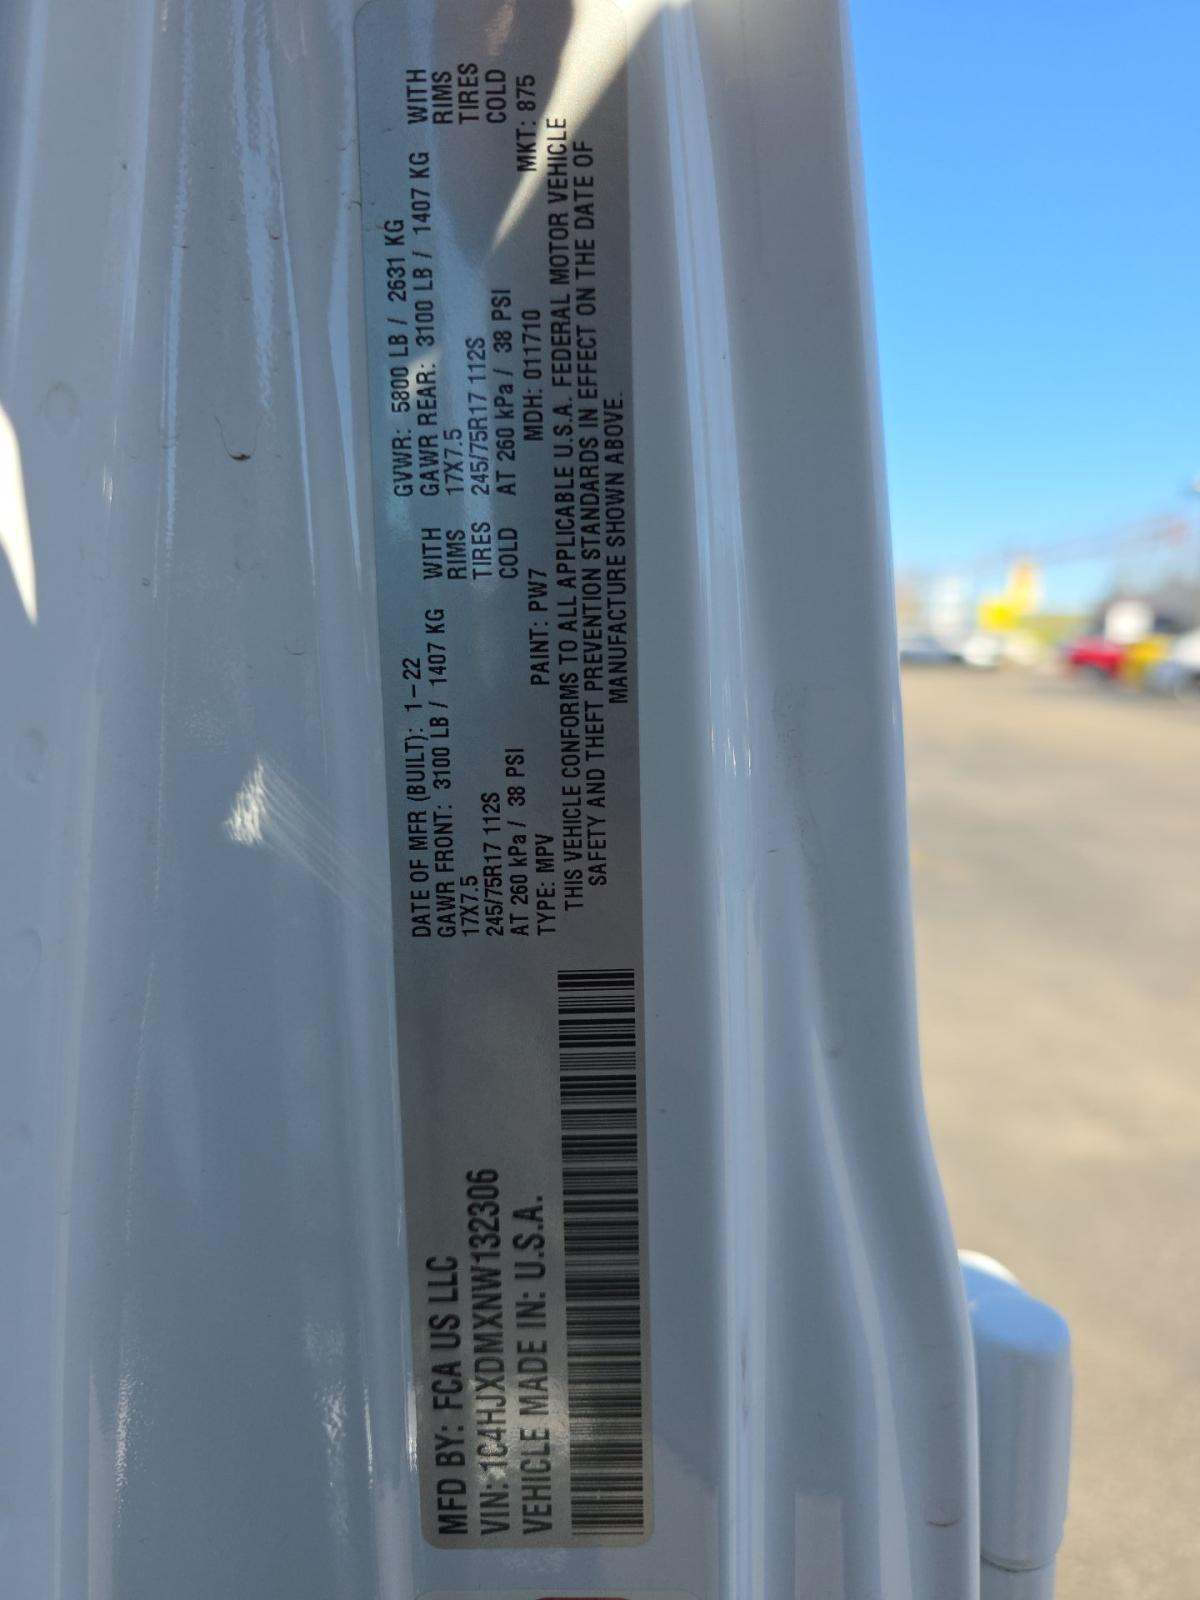 MFD BY: FCA US LLC
VIN: 1C4HJXDMXNW132306
VEHICLE MADE IN: U.S.A.
DATE OF MFR (BUILT): 1-22 GVWR: 5800 LB / 2631 KG
GAWR FRONT: 3100 LB / 1407 KG WITH GAWR REAR: 3100 LB / 1407 KG WITH
17X7.5 RIMS 17X7.5 RIMS
245/75R17 112S TIRES 245/75R17 112S TIRES
AT 260 kPa / 38 PSI COLD AT 260 kPa / 38 PSI COLD
TYPE: MPV PAINT: PW7 MDH: 011710 MKT: 875
THIS VEHICLE CONFORMS TO ALL APPLICABLE U.S.A. FEDERAL MOTOR VEHICLE
SAFETY AND THEFT PREVENTION STANDARDS IN EFFECT ON THE DATE OF
MANUFACTURE SHOWN ABOVE.